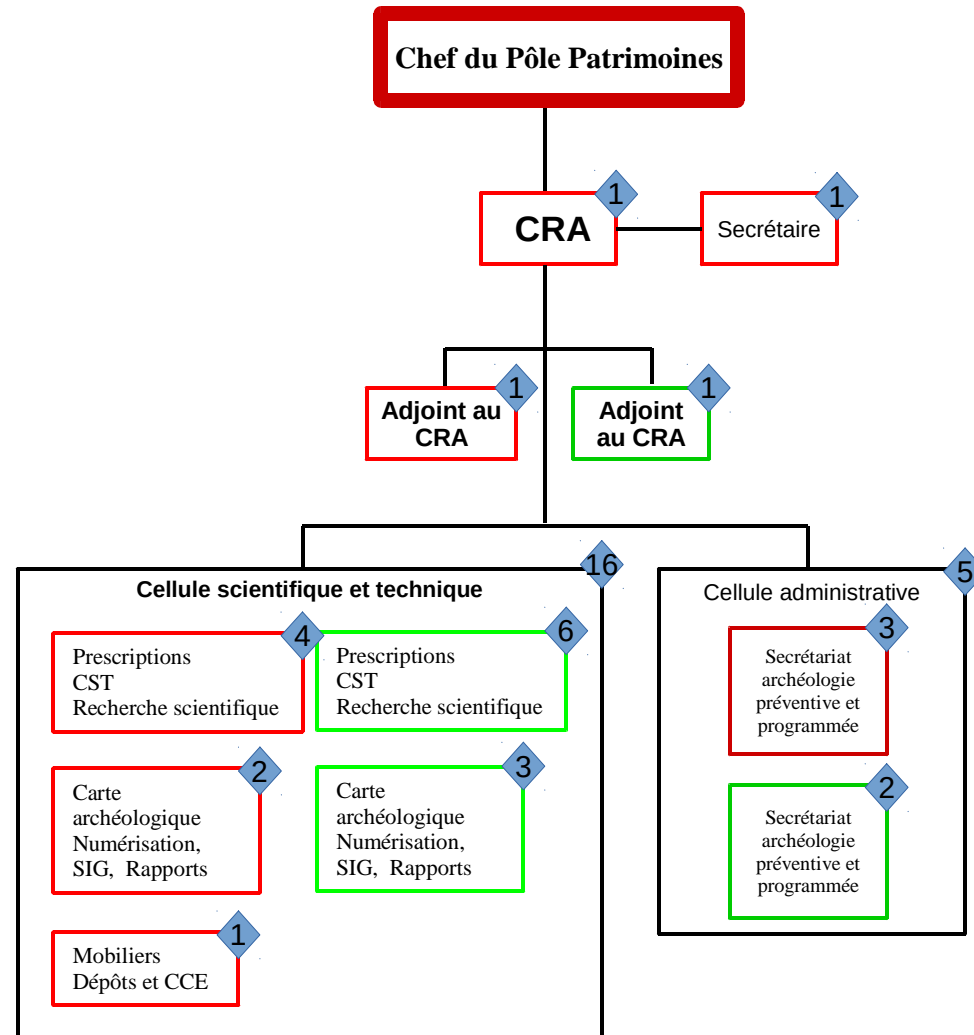 Chef du Pôle Patrimoines
1
CRA
1
Secrétaire
1
Adjoint au
CRA
1
Adjoint
au CRA
16
Cellule scientifique et technique
4
Prescriptions
CST
Recherche scientifique
6
Prescriptions
CST
Recherche scientifique
2
Carte
archéologique
Numérisation,
SIG, Rapports
3
Carte
archéologique
Numérisation,
SIG, Rapports
1
Mobiliers
Dépôts et CCE
5
Cellule administrative
3
Secrétariat
archéologie
préventive et
programmée
2
Secrétariat
archéologie
préventive et
programmée